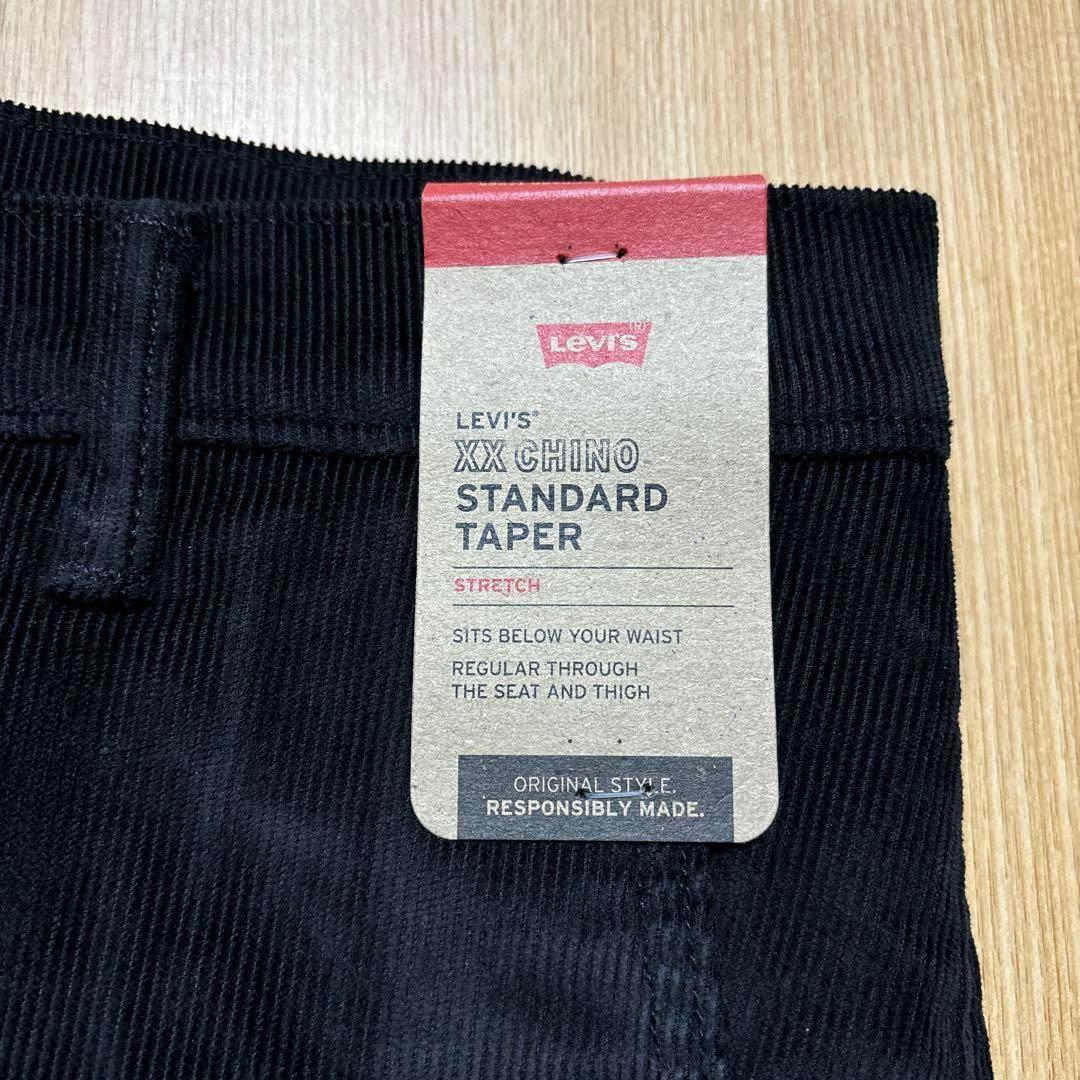 Levi's
(R)
LEVI'S®
XX CHINO
STANDARD
TAPER
STRETCH
SITS BELOW YOUR WAIST
REGULAR THROUGH
THE SEAT AND THIGH
ORIGINAL STYLE.
RESPONSIBLY MADE.